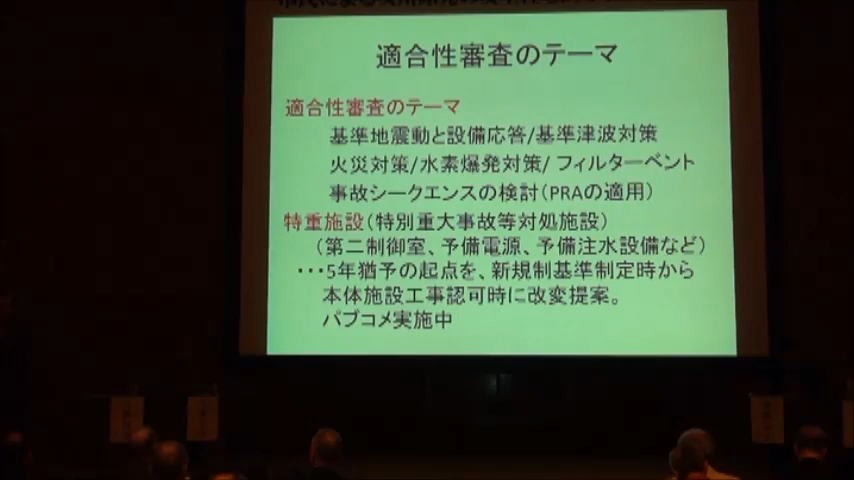 適合性審査のテーマ
適合性審査のテーマ
基準地震動と設備応答/基準津波対策
火災対策/水素爆発対策/ フィルターベント
事故シークエンスの検討(PRAの適用)
特重施設(特別重大事故等対処施設)
(第二制御室、予備電源、予備注水設備など)
・・・5年猶予の起点を、新規制基準制定時から
本体施設工事認可時に改変提案。
パブコメ実施中